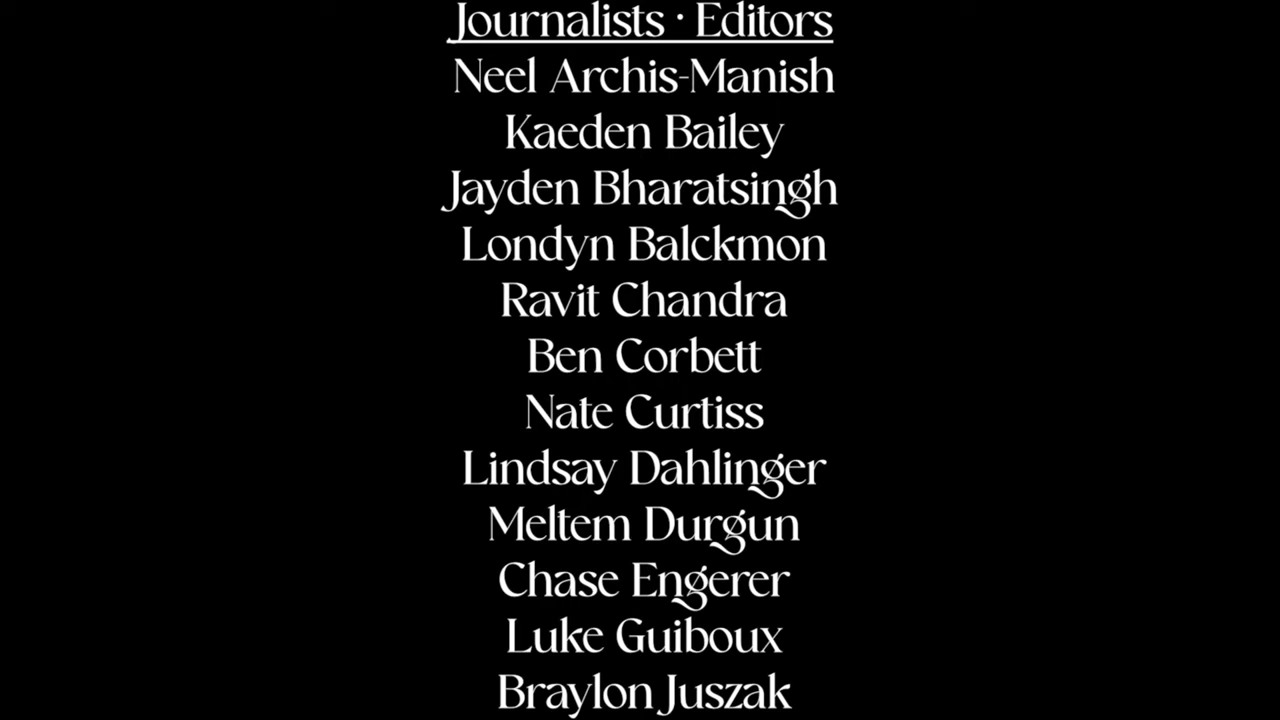 Journalists · Editors
Neel Archis-Manish
Kaeden Bailey
Jayden Bharatsingh
Londyn Balckmon
Ravit Chandra
Ben Corbett
Nate Curtiss
Lindsay Dahlinger
Meltem Durgun
Chase Engerer
Luke Guiboux
Braylon Juszak